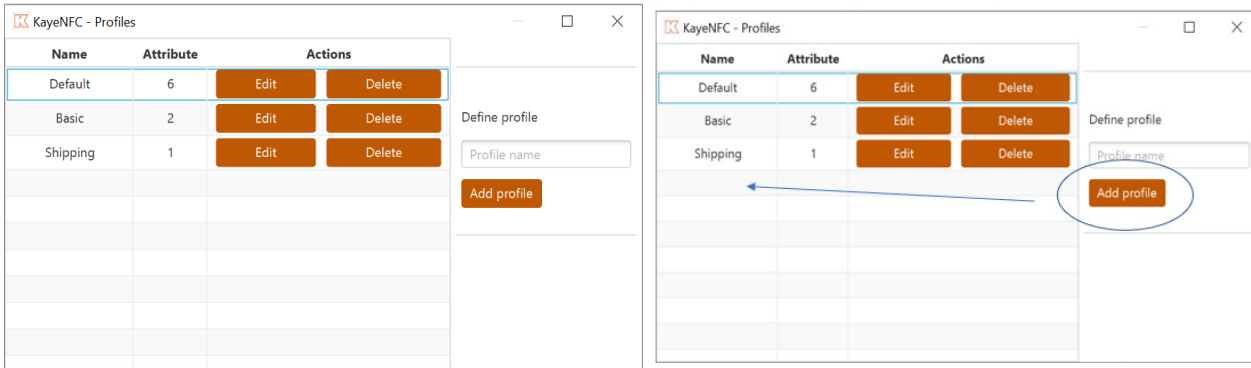 KayeNFC - Profiles
Name Attribute Actions
Default 6 Edit Delete
Basic 2 Edit Delete
Shipping 1 Edit Delete
Define profile
Profile name
Add profile
KayeNFC - Profiles
Name Attribute Actions
Default 6 Edit Delete
Basic 2 Edit Delete
Shipping 1 Edit Delete
Define profile
Profile name
Add profile